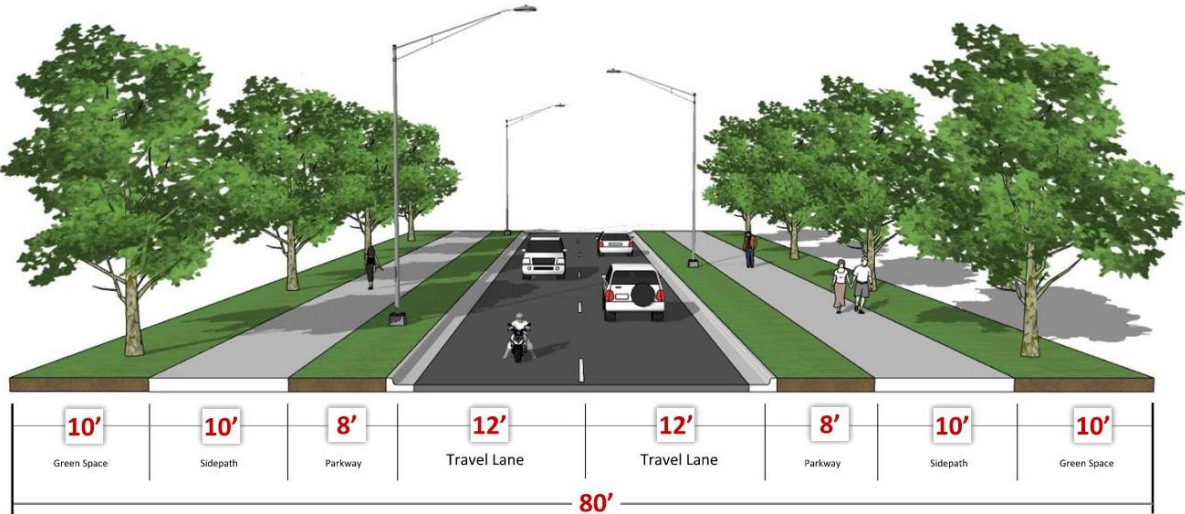 10’ 10’ 8’ 12’ 12’ 8’ 10’ 10’
Green Space Sidepath Parkway Travel Lane Travel Lane Parkway Sidepath Green Space
80’